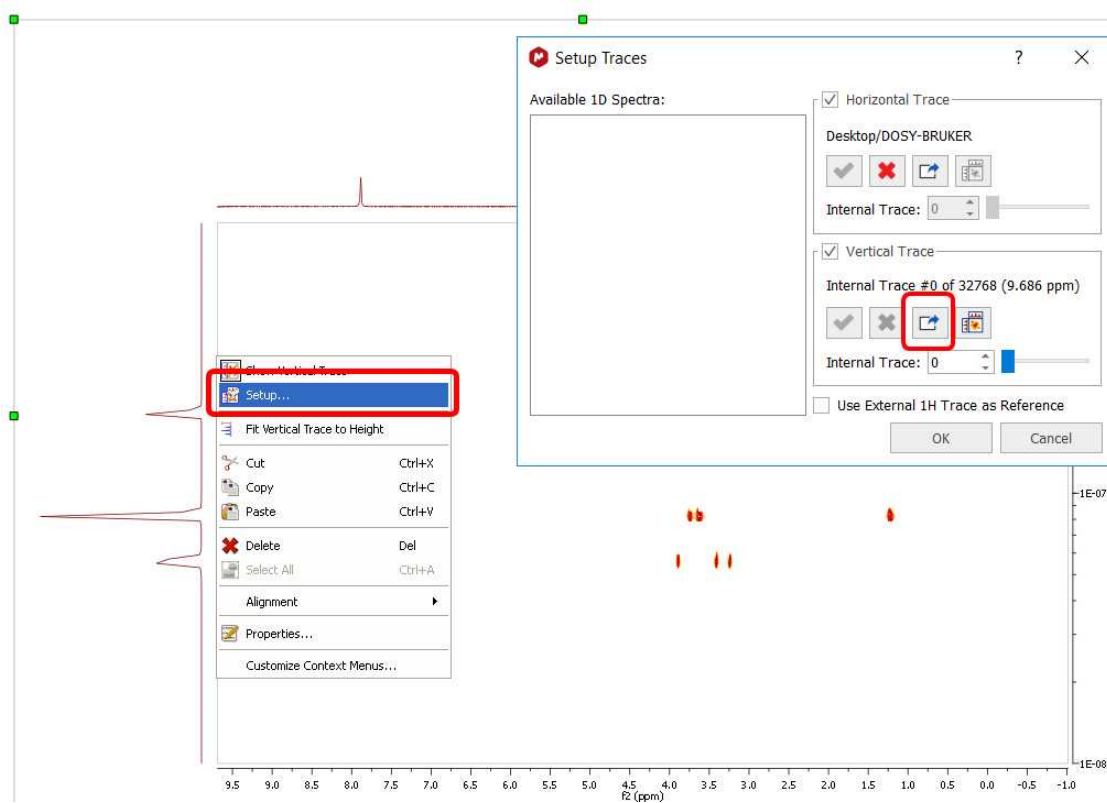 Setup Traces
?
Available 1D Spectra:
Horizontal Trace
Desktop/DOSY-BRUKER
Internal Trace: 0
Vertical Trace
Internal Trace #0 of 32768 (9.686 ppm)
Internal Trace: 0
Use External 1H Trace as Reference
OK Cancel
Show Vertical Trace
Setup...
Fit Vertical Trace to Height
Cut Ctrl+X
Copy Ctrl+C
Paste Ctrl+V
Delete Del
Select All Ctrl+A
Alignment
Properties...
Customize Context Menus...
1E-07
1E-08
9.5 9.0 8.5 8.0 7.5 7.0 6.5 6.0 5.5 5.0 4.5 4.0 3.5 3.0 2.5 2.0 1.5 1.0 0.5 0.0 -0.5 -1.0
f2 (ppm)